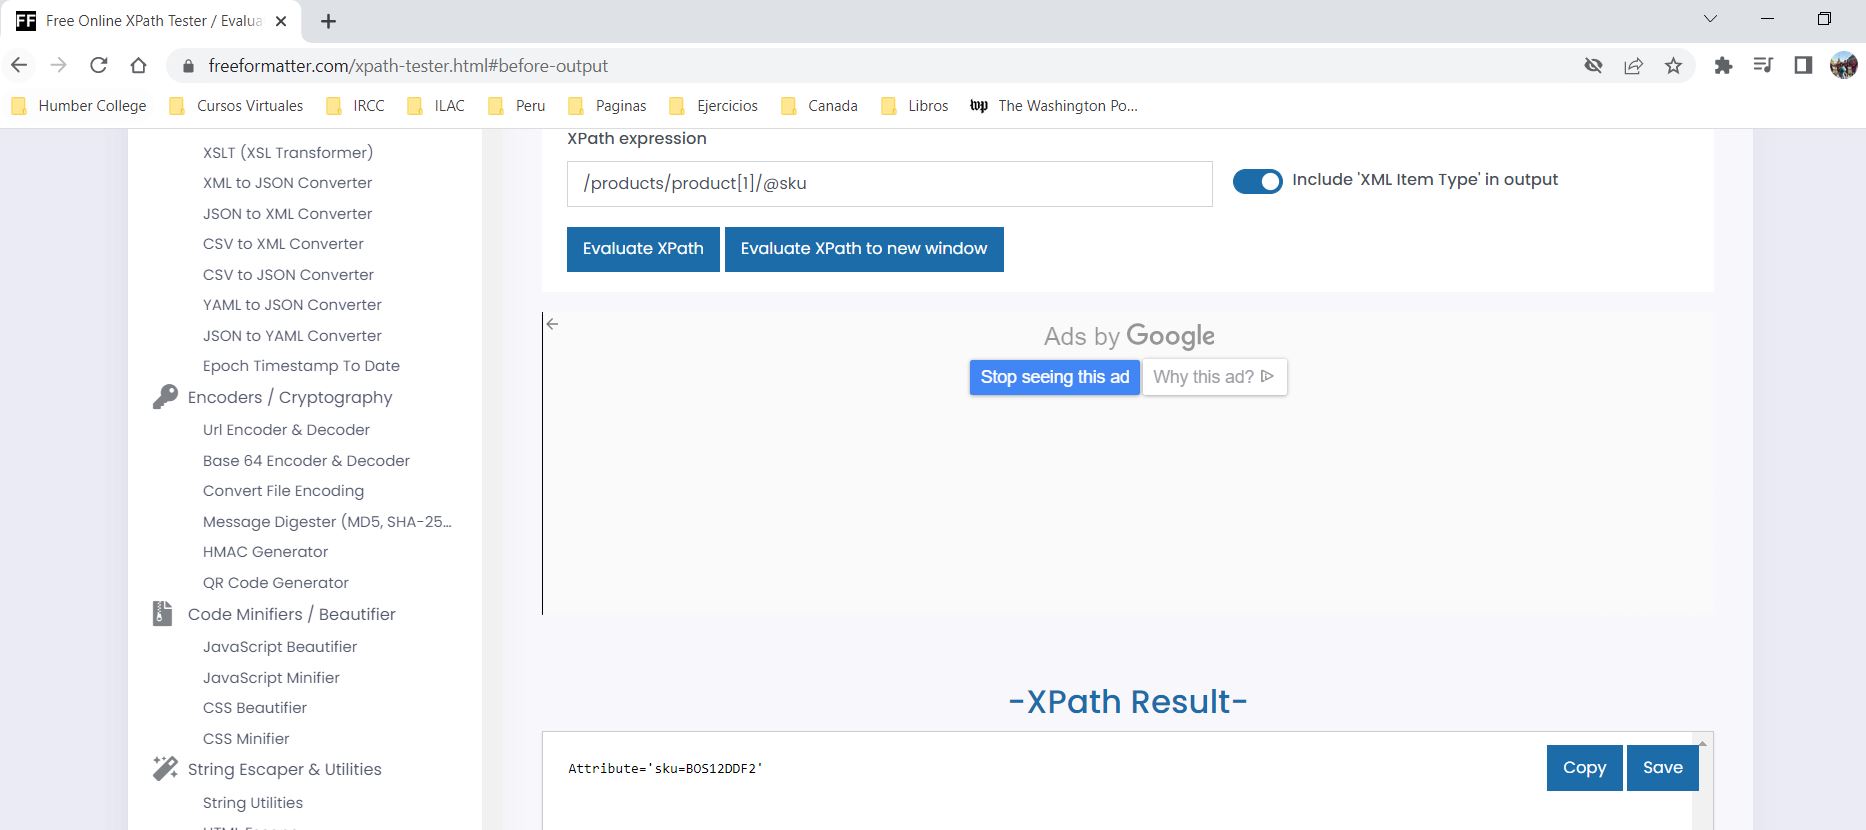 FF Free Online XPath Tester / Evalua
freeformatter.com/xpath-tester.html#before-output
Humber College Cursos Virtuales IRCC ILAC Peru Paginas Ejercicios Canada Libros wp The Washington Po...
XSLT (XSL Transformer)
XML to JSON Converter
JSON to XML Converter
CSV to XML Converter
CSV to JSON Converter
YAML to JSON Converter
JSON to YAML Converter
Epoch Timestamp To Date
Encoders / Cryptography
Url Encoder & Decoder
Base 64 Encoder & Decoder
Convert File Encoding
Message Digester (MD5, SHA-25...
HMAC Generator
QR Code Generator
Code Minifiers / Beautifier
JavaScript Beautifier
JavaScript Minifier
CSS Beautifier
CSS Minifier
String Escaper & Utilities
String Utilities
XPath expression
/products/product[1]/@sku
Include 'XML Item Type' in output
Evaluate XPath Evaluate XPath to new window
Ads by Google
Stop seeing this ad Why this ad?
-XPath Result-
Attribute='sku=BOS12DDF2'
Copy Save